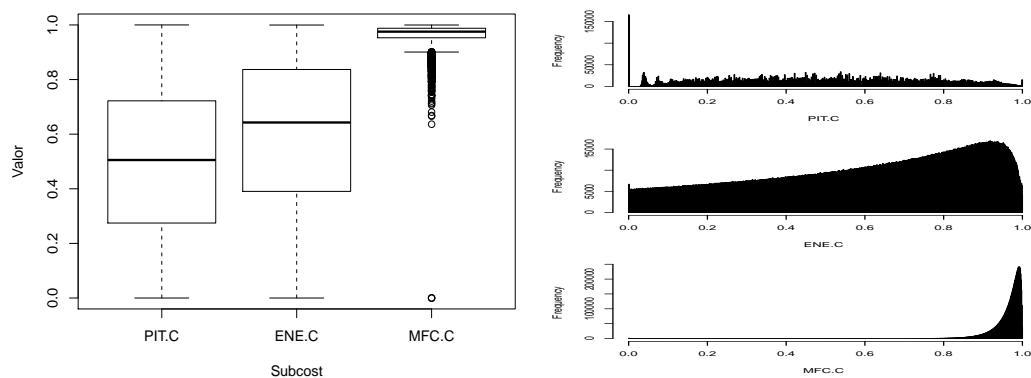 Valor
0.0 0.2 0.4 0.6 0.8 1.0
PIT.C ENE.C MFC.C
Subcost
Frequency
0 50000 150000
0.0 0.2 0.4 0.6 0.8 1.0
PIT.C
Frequency
0 5000 15000
0.0 0.2 0.4 0.6 0.8 1.0
ENE.C
Frequency
0 100000 200000
0.0 0.2 0.4 0.6 0.8 1.0
MFC.C